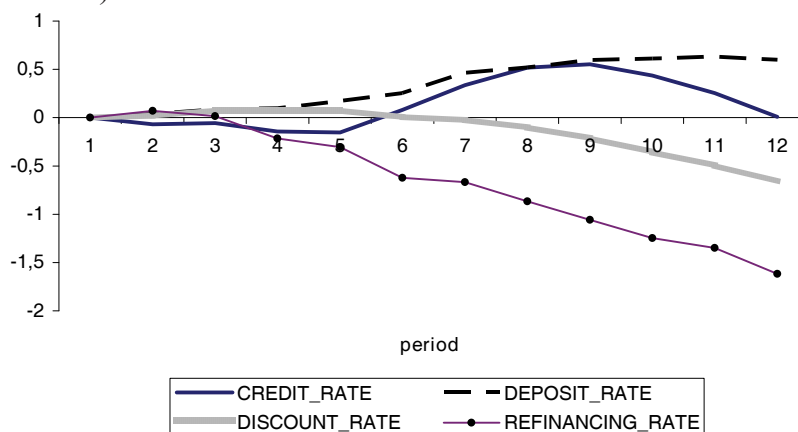 1
0,5
0
1 2 3 4 5 6 7 8 9 10 11 12
-0,5
-1
-1,5
-2
period
CREDIT_RATE DEPOSIT_RATE
DISCOUNT_RATE REFINANCING_RATE